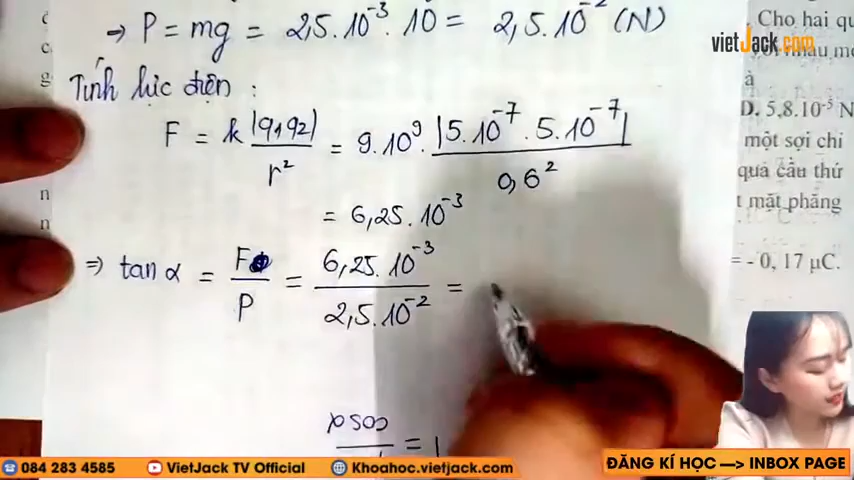 → P = mg = 2,5.10⁻³.10 = 2,5.10⁻² (N)
Tính lực điện :
F = k |q₁q₂| / r² = 9.10⁹. |5.10⁻⁷ . 5.10⁻⁷| / 0,6²
= 6,25.10⁻³
⇒ tan α = F / P = 6,25.10⁻³ / 2,5.10⁻² =
vietJack.com
Cho hai
à
D. 5,8.10⁻⁵ N
một sợi chỉ
quả cầu thứ
t mặt phẳng
= - 0, 17 μC.
084 283 4585
VietJack TV Official
Khoahoc.vietjack.com
ĐĂNG KÍ HỌC —> INBOX PAGE